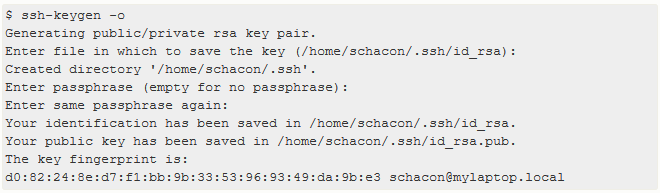 $ ssh-keygen -o
Generating public/private rsa key pair.
Enter file in which to save the key (/home/schacon/.ssh/id_rsa):
Created directory '/home/schacon/.ssh'.
Enter passphrase (empty for no passphrase):
Enter same passphrase again:
Your identification has been saved in /home/schacon/.ssh/id_rsa.
Your public key has been saved in /home/schacon/.ssh/id_rsa.pub.
The key fingerprint is:
d0:82:24:8e:d7:f1:bb:9b:33:53:96:93:49:da:9b:e3 schacon@mylaptop.local